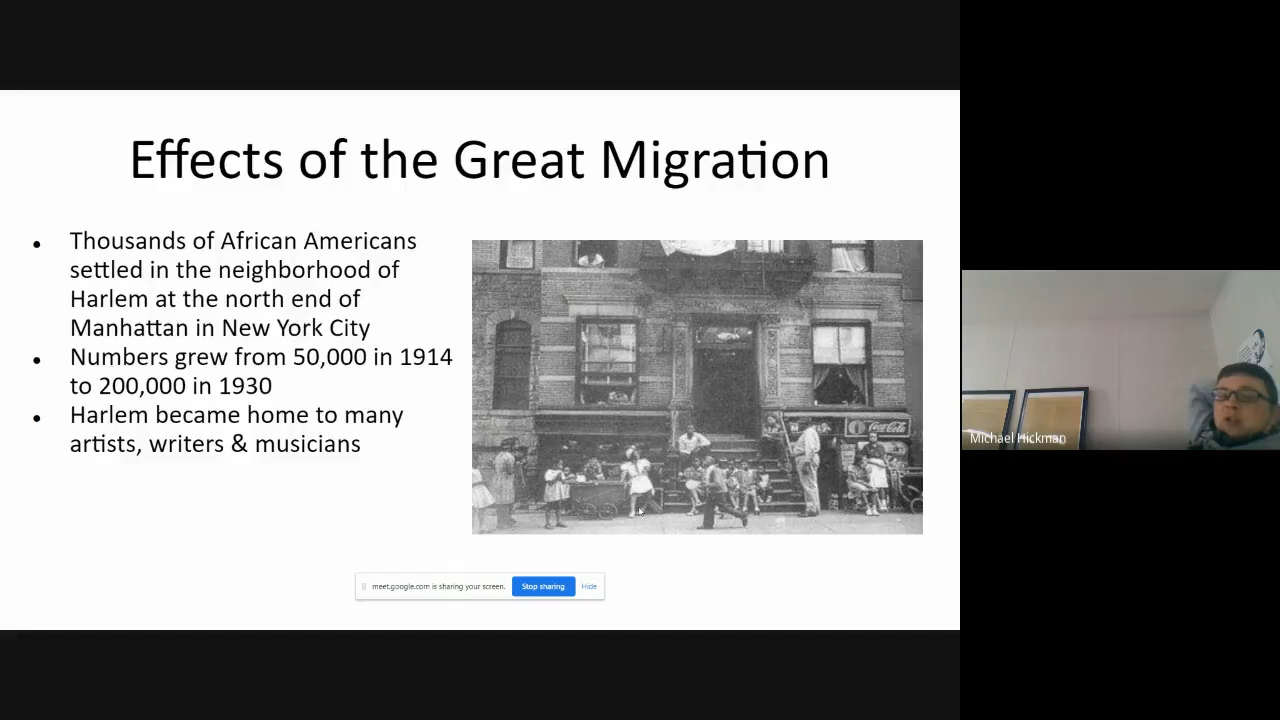 Effects of the Great Migration
● Thousands of African Americans
settled in the neighborhood of
Harlem at the north end of
Manhattan in New York City
● Numbers grew from 50,000 in 1914
to 200,000 in 1930
● Harlem became home to many
artists, writers & musicians
Coca-Cola
meet.google.com is sharing your screen. Stop sharing Hide
Michael Hickman